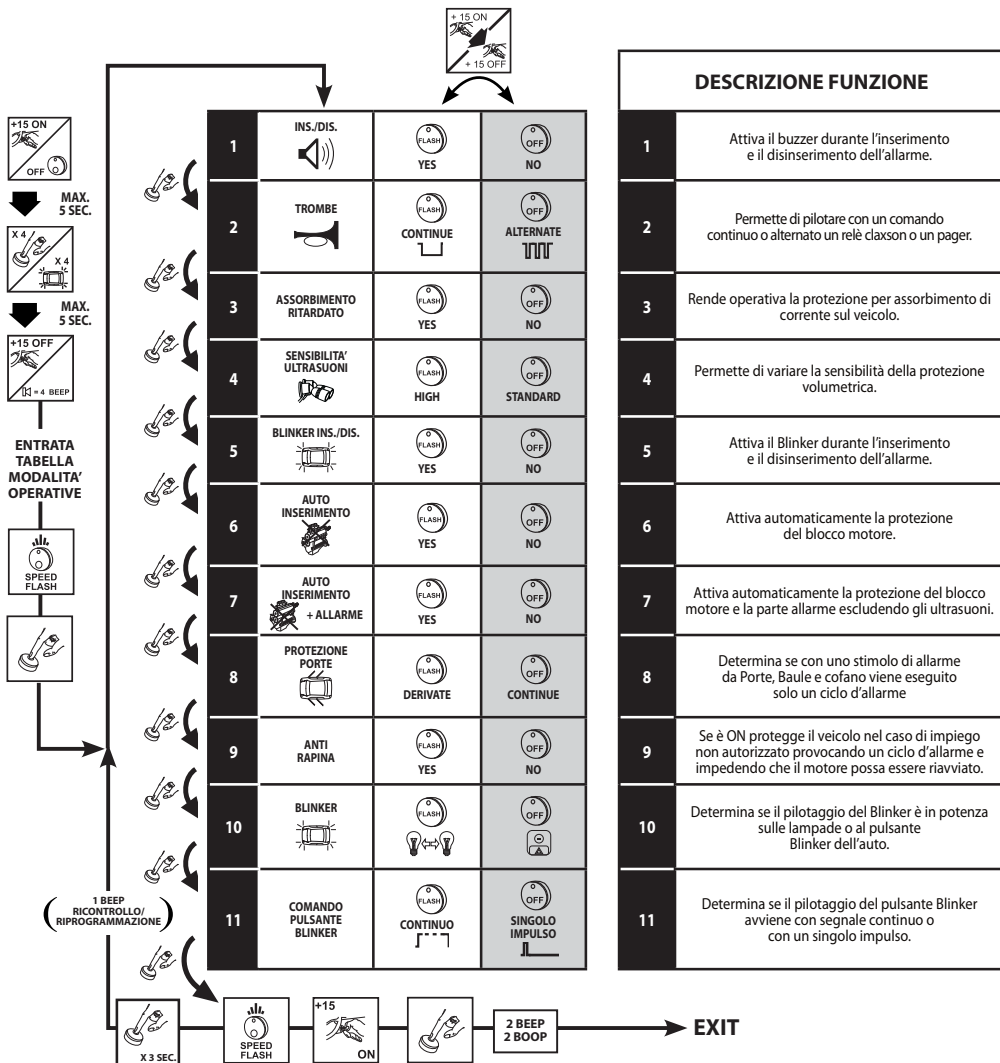 + 15 ON
+ 15 OFF
+15 ON
OFF
MAX.
5 SEC.
X 4
X 4
MAX.
5 SEC.
+15 OFF
= 4 BEEP
ENTRATA
TABELLA
MODALITA'
OPERATIVE
SPEED
FLASH
1 BEEP
RICONTROLLO/
RIPROGRAMMAZIONE
1
INS./DIS.
FLASH
YES
OFF
NO
2
TROMBE
FLASH
CONTINUE
OFF
ALTERNATE
3
ASSORBIMENTO
RITARDATO
FLASH
YES
OFF
NO
4
SENSIBILITA'
ULTRASUONI
FLASH
HIGH
OFF
STANDARD
5
BLINKER INS./DIS.
FLASH
YES
OFF
NO
6
AUTO
INSERIMENTO
FLASH
YES
OFF
NO
7
AUTO
INSERIMENTO
+ ALLARME
FLASH
YES
OFF
NO
8
PROTEZIONE
PORTE
FLASH
DERIVATE
OFF
CONTINUE
9
ANTI
RAPINA
FLASH
YES
OFF
NO
10
BLINKER
FLASH
OFF
11
COMANDO
PULSANTE
BLINKER
FLASH
CONTINUO
OFF
SINGOLO
IMPULSO
X 3 SEC.
SPEED
FLASH
+15
ON
2 BEEP
2 BOOP
EXIT
DESCRIZIONE FUNZIONE
1
Attiva il buzzer durante l'inserimento
e il disinserimento dell'allarme.
2
Permette di pilotare con un comando
continuo o alternato un relè claxson o un pager.
3
Rende operativa la protezione per assorbimento di
corrente sul veicolo.
4
Permette di variare la sensibilità della protezione
volumetrica.
5
Attiva il Blinker durante l'inserimento
e il disinserimento dell'allarme.
6
Attiva automaticamente la protezione
del blocco motore.
7
Attiva automaticamente la protezione del blocco
motore e la parte allarme escludendo gli ultrasuoni.
8
Determina se con uno stimolo di allarme
da Porte, Baule e cofano viene eseguito
solo un ciclo d'allarme
9
Se è ON protegge il veicolo nel caso di impiego
non autorizzato provocando un ciclo d'allarme e
impedendo che il motore possa essere riavviato.
10
Determina se il pilotaggio del Blinker è in potenza
sulle lampade o al pulsante
Blinker dell'auto.
11
Determina se il pilotaggio del pulsante Blinker
avviene con segnale continuo o
con un singolo impulso.